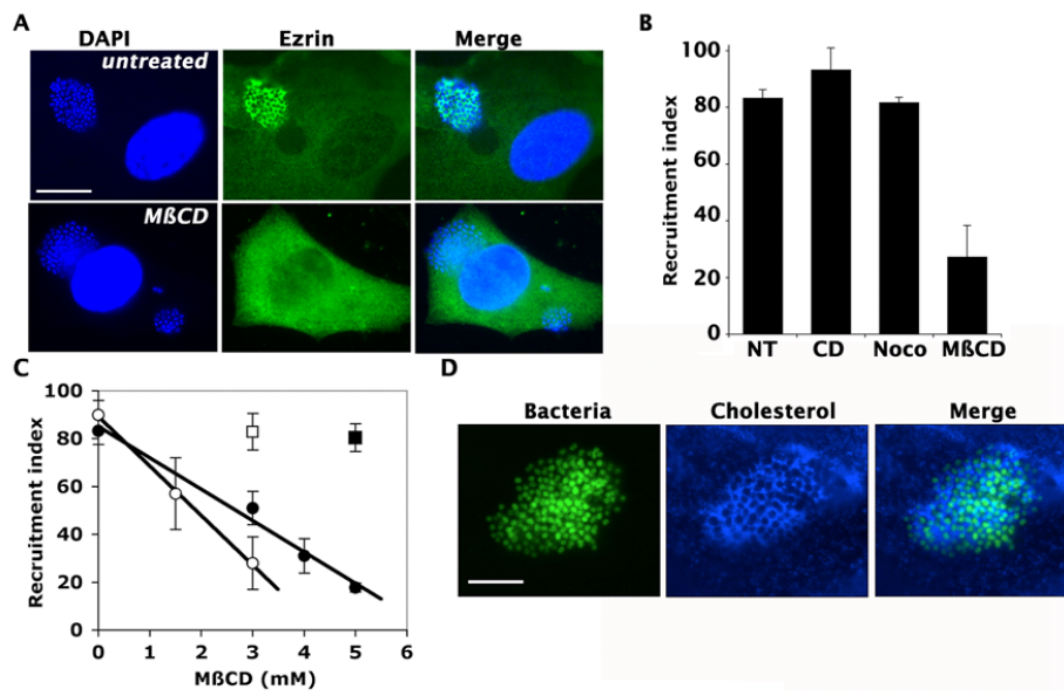 A
DAPI Ezrin Merge
untreated
MßCD
B
Recruitment index
100
80
60
40
20
0
NT CD Noco MßCD
C
Recruitment index
100
80
60
40
20
0
0 1 2 3 4 5 6
MßCD (mM)
D
Bacteria Cholesterol Merge